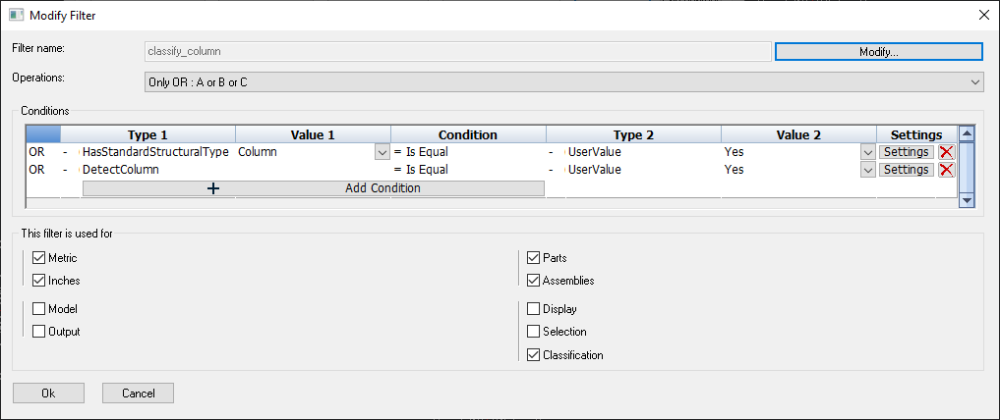 Modify Filter
Filter name:
classify_column
Modify...
Operations:
Only OR : A or B or C
Conditions
Type 1 Value 1 Condition Type 2 Value 2 Settings
OR - HasStandardStructuralType Column = Is Equal - UserValue Yes Settings
OR - DetectColumn = Is Equal - UserValue Yes Settings
+ Add Condition
This filter is used for
Metric
Parts
Inches
Assemblies
Model
Display
Output
Selection
Classification
Ok
Cancel